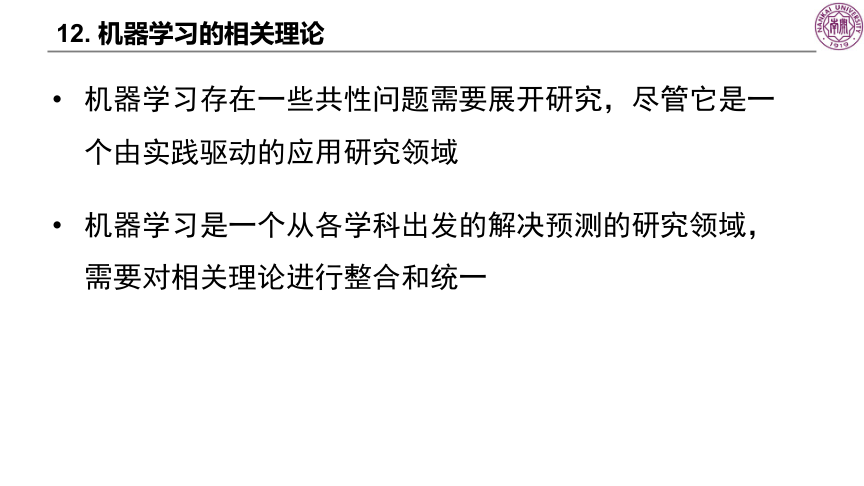 12. 机器学习的相关理论
NANKAI UNIVERSITY
1919
• 机器学习存在一些共性问题需要展开研究，尽管它是一
个由实践驱动的应用研究领域
• 机器学习是一个从各学科出发的解决预测的研究领域，
需要对相关理论进行整合和统一